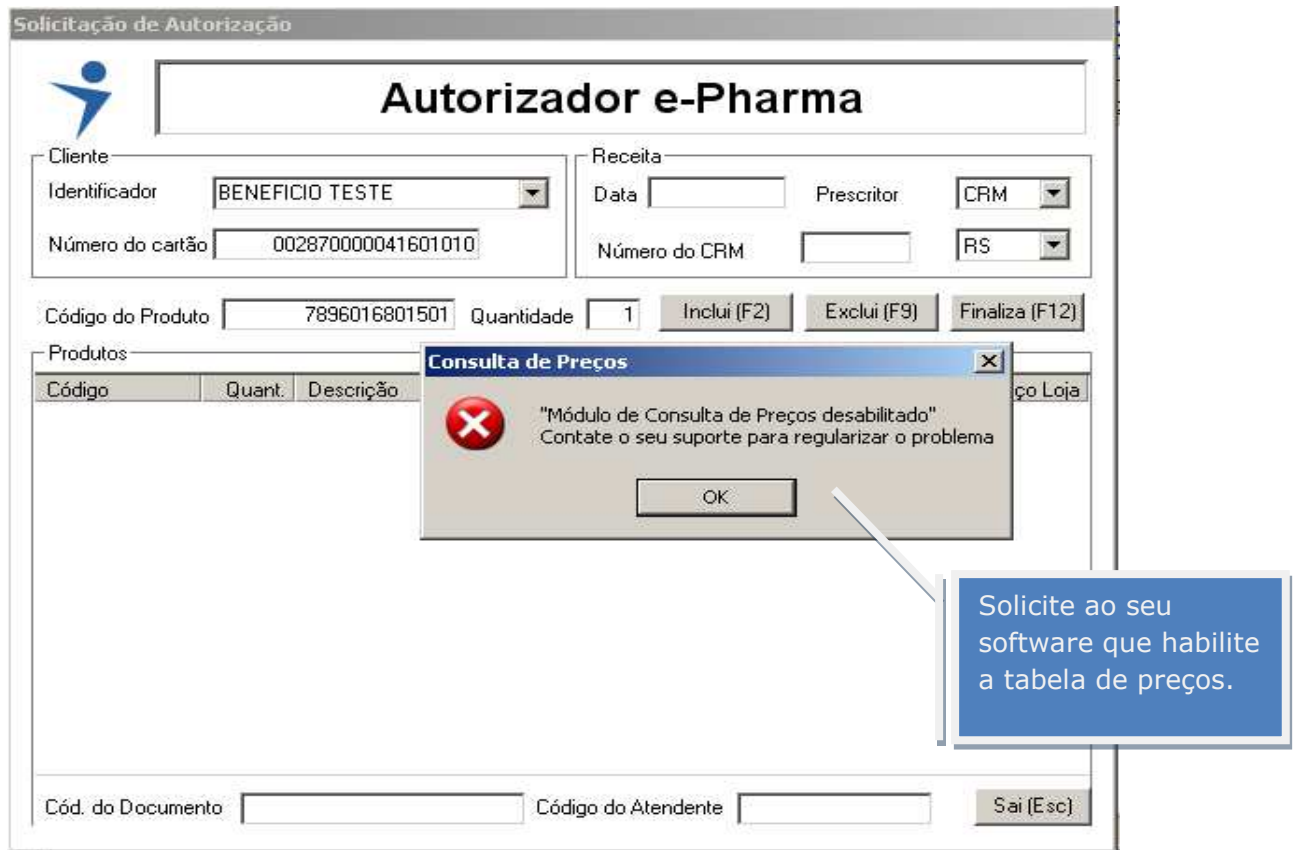 Solicitação de Autorização
Autorizador e-Pharma
Cliente
Receita
Identificador BENEFICIO TESTE
Data Prescritor CRM
Número do cartão 002870000041601010
Número do CRM RS
Código do Produto 7896016801501 Quantidade 1 Inclui (F2) Exclui (F9) Finaliza (F12)
Produtos
Código Quant. Descrição ço Loja
Consulta de Preços
"Módulo de Consulta de Preços desabilitado"
Contate o seu suporte para regularizar o problema
OK
Solicite ao seu
software que habilite
a tabela de preços.
Cód. do Documento Código do Atendente Sai (Esc)